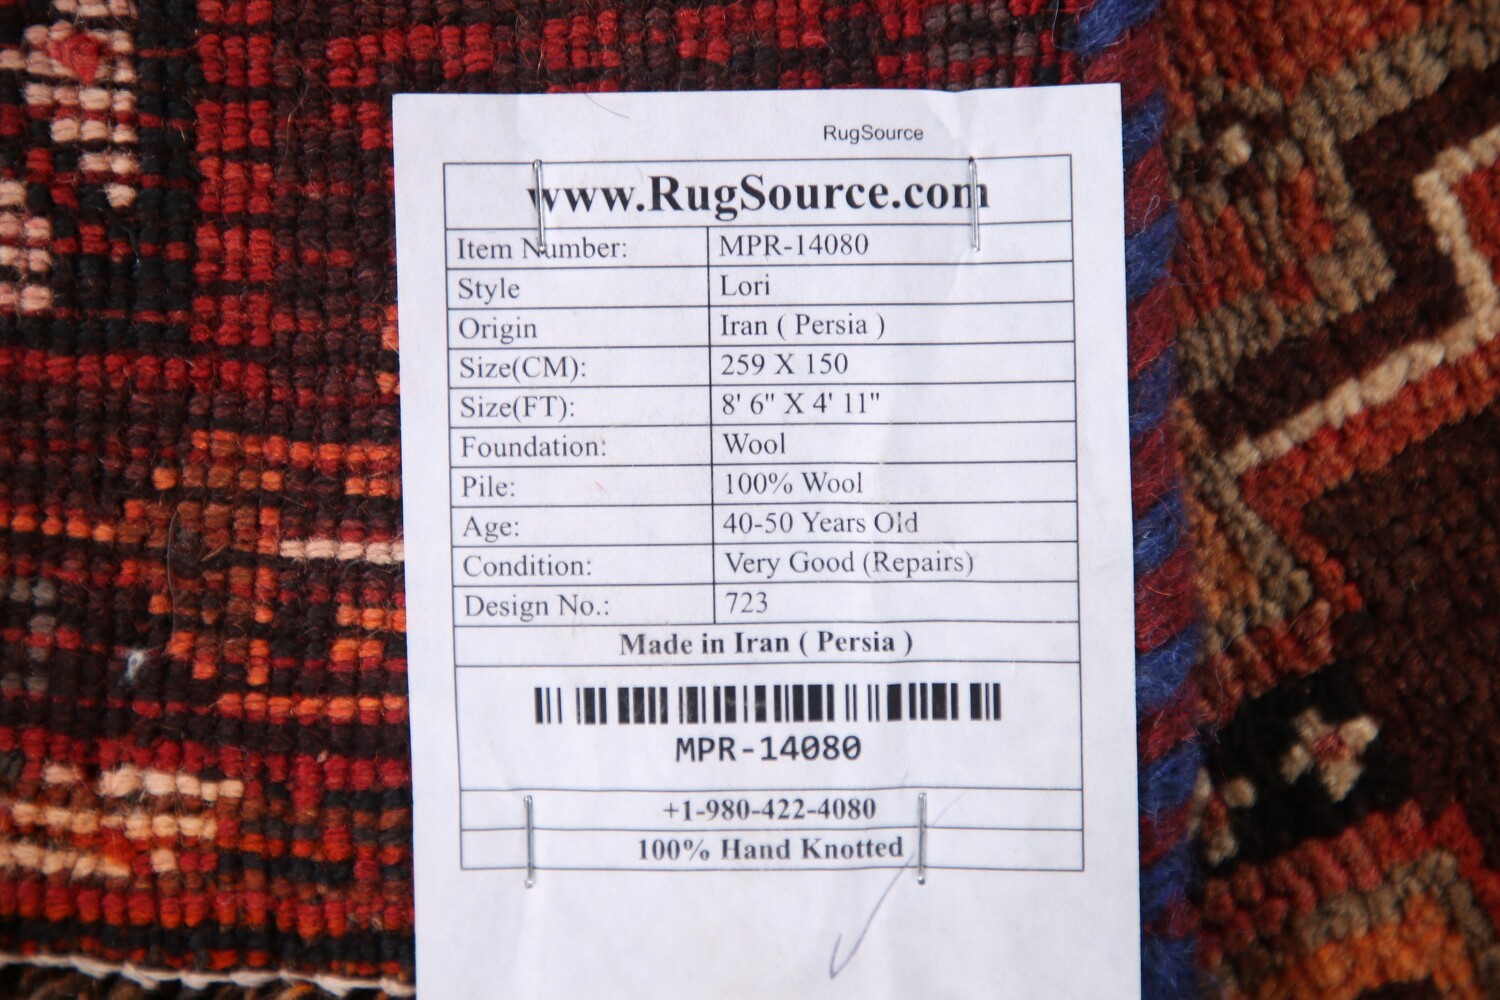 RugSource
www.RugSource.com
Item Number: MPR-14080
Style Lori
Origin Iran ( Persia )
Size(CM): 259 X 150
Size(FT): 8' 6" X 4' 11"
Foundation: Wool
Pile: 100% Wool
Age: 40-50 Years Old
Condition: Very Good (Repairs)
Design No.: 723
Made in Iran ( Persia )
MPR-14080
+1-980-422-4080
100% Hand Knotted